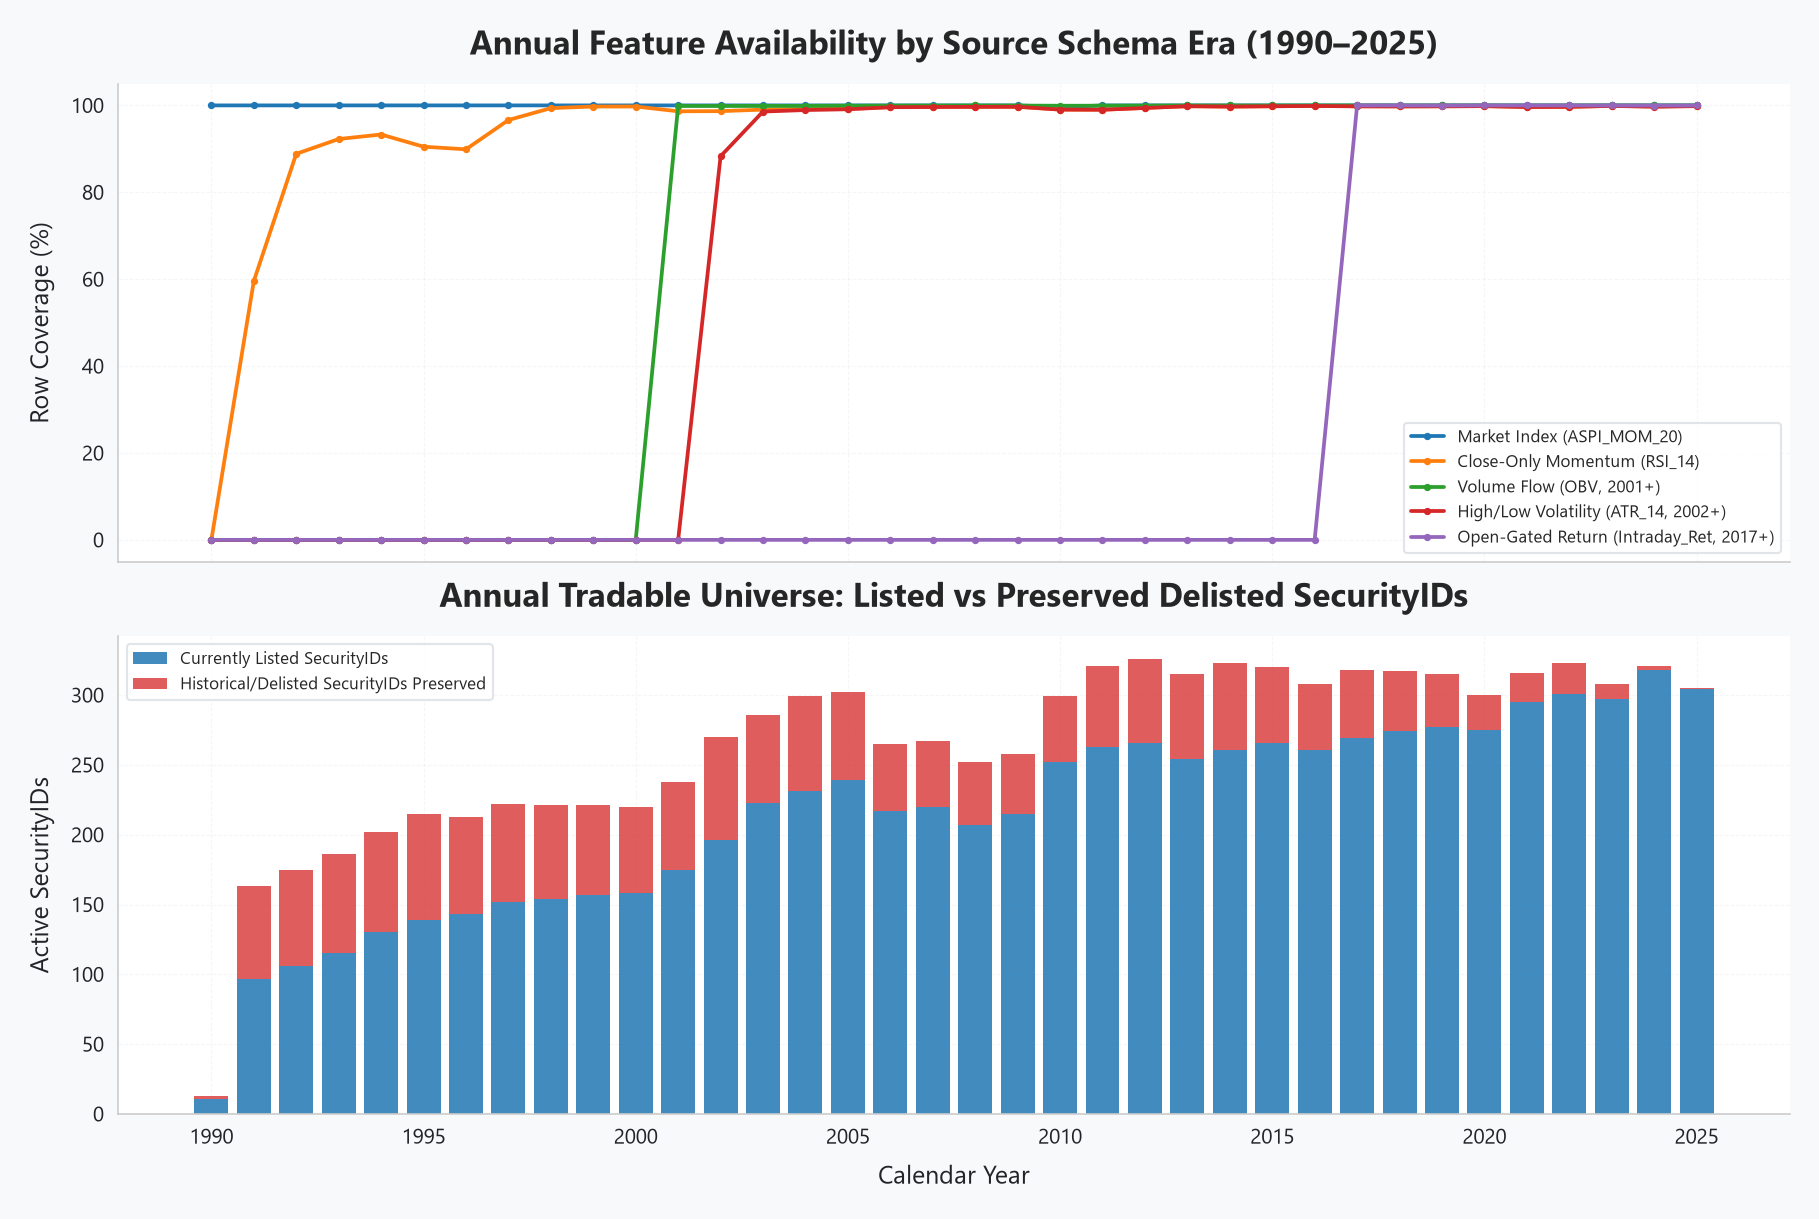 Annual Feature Availability by Source Schema Era (1990–2025)
Row Coverage (%)
100
80
60
40
20
0
Market Index (ASPI_MOM_20)
Close-Only Momentum (RSI_14)
Volume Flow (OBV, 2001+)
High/Low Volatility (ATR_14, 2002+)
Open-Gated Return (Intraday_Ret, 2017+)
Annual Tradable Universe: Listed vs Preserved Delisted SecurityIDs
Currently Listed SecurityIDs
Historical/Delisted SecurityIDs Preserved
Active SecurityIDs
300
250
200
150
100
50
0
1990 1995 2000 2005 2010 2015 2020 2025
Calendar Year